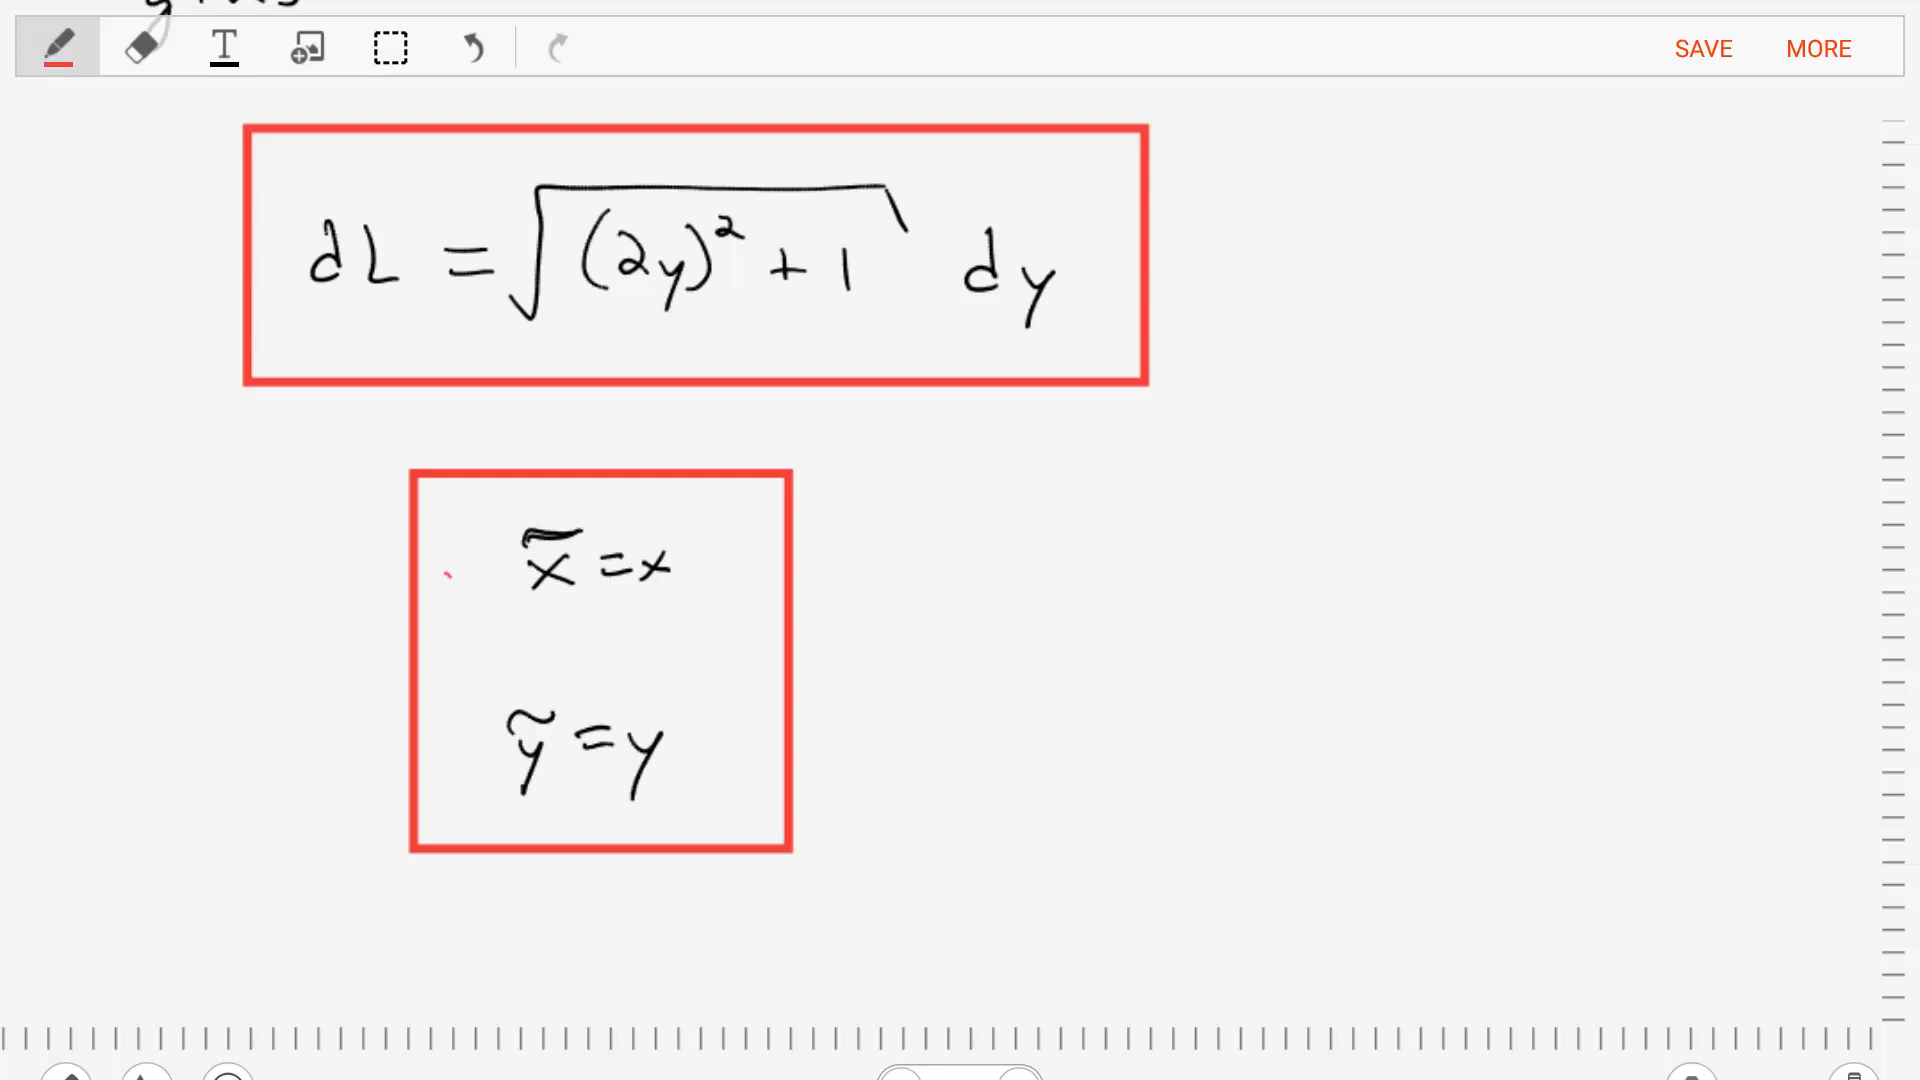 SAVE MORE
dL = √((2y)² + 1) dy
x̃ = x
ỹ = y